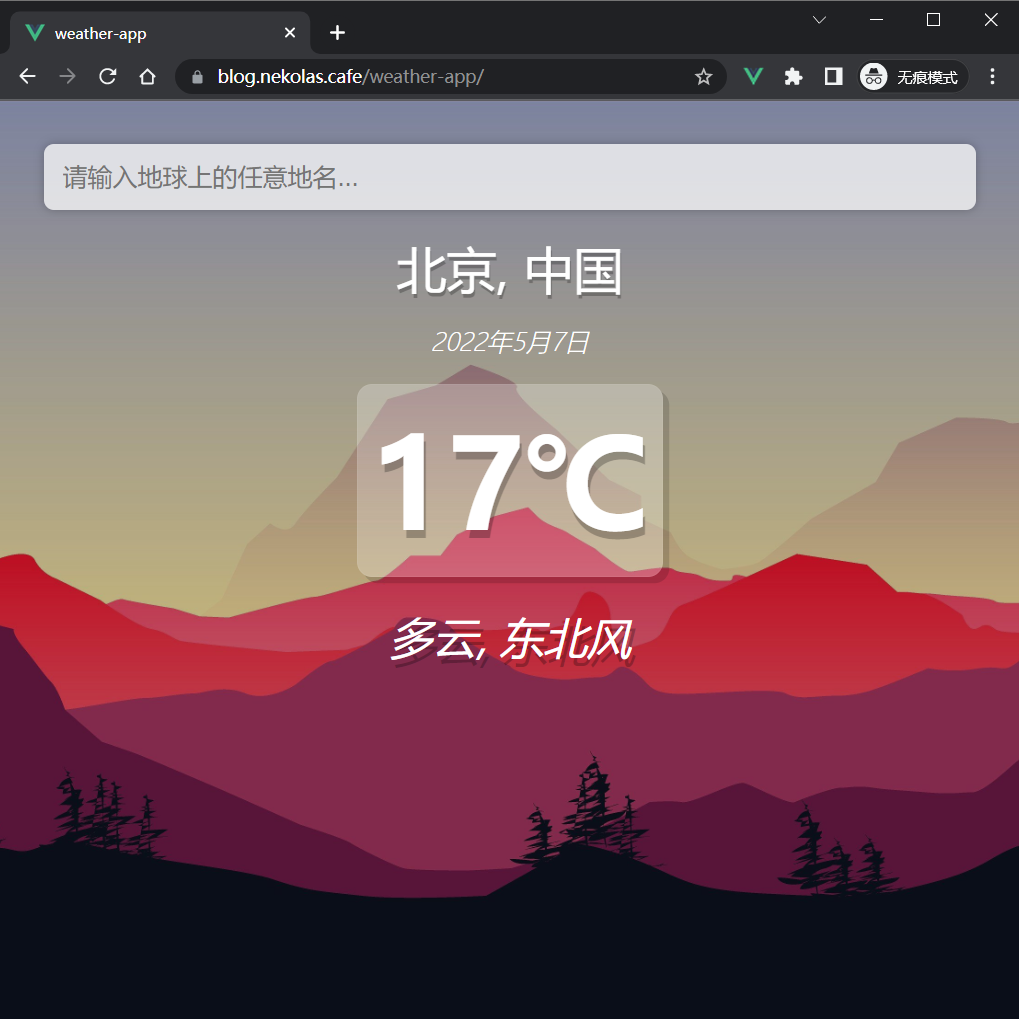 weather-app
blog.nekolas.cafe/weather-app/
无痕模式
请输入地球上的任意地名...
北京, 中国
2022年5月7日
17°C
多云, 东北风